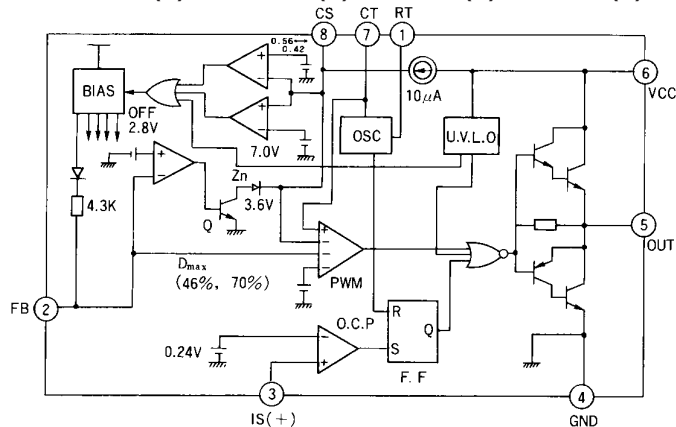 CS CT RT
8 7 1
0.56
0.42
6
VCC
BIAS
10μA
OFF
2.8V
7.0V
OSC
U.V.L.O
4.3K
Zn
3.6V
Q
5
OUT
Dmax
(46%, 70%)
PWM
FB 2
O.C.P
R
Q
S
0.24V
F.F
3
IS(+)
4
GND